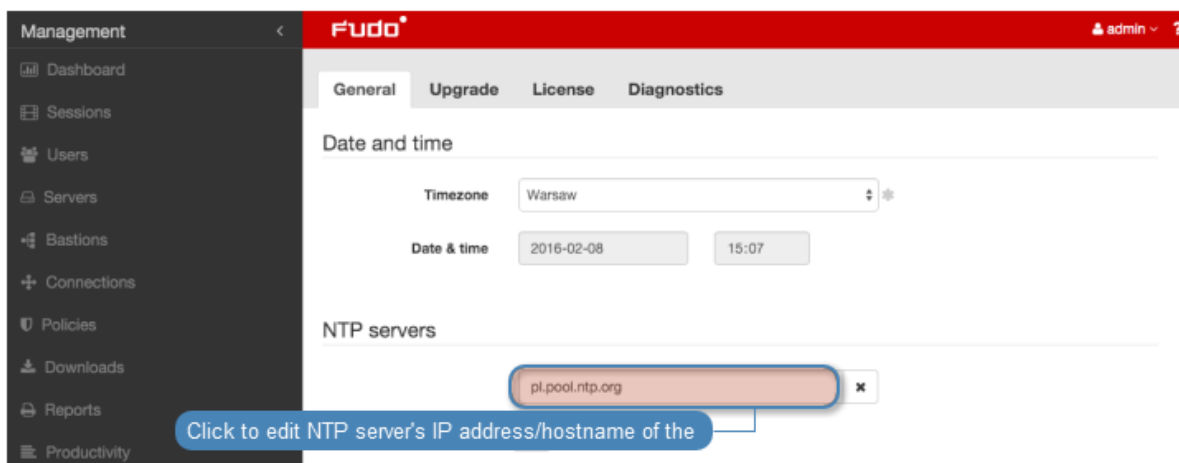 Management
FUDO
admin
?
Dashboard
General
Upgrade
License
Diagnostics
Sessions
Date and time
Users
Timezone
Warsaw
Servers
Bastions
Date & time
2016-02-08
15:07
Connections
Policies
NTP servers
Downloads
pl.pool.ntp.org
Reports
Click to edit NTP server's IP address/hostname of the
Productivity